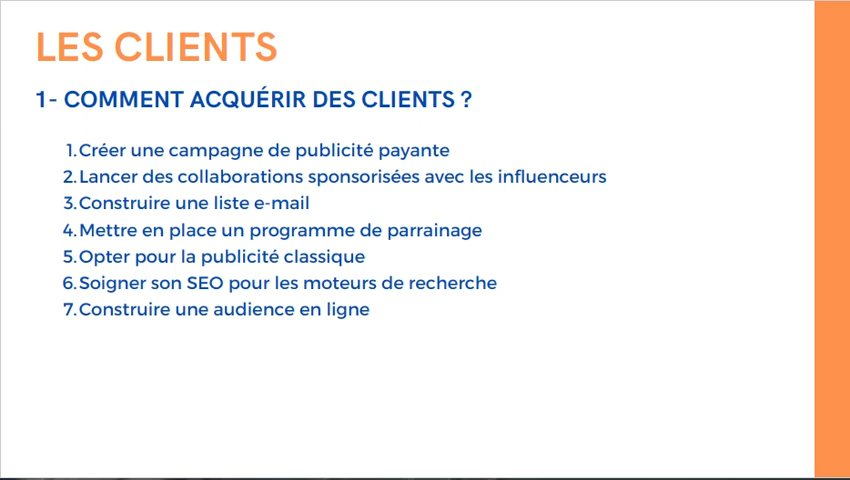 LES CLIENTS
1- COMMENT ACQUÉRIR DES CLIENTS ?
1. Créer une campagne de publicité payante
2. Lancer des collaborations sponsorisées avec les influenceurs
3. Construire une liste e-mail
4. Mettre en place un programme de parrainage
5. Opter pour la publicité classique
6. Soigner son SEO pour les moteurs de recherche
7. Construire une audience en ligne